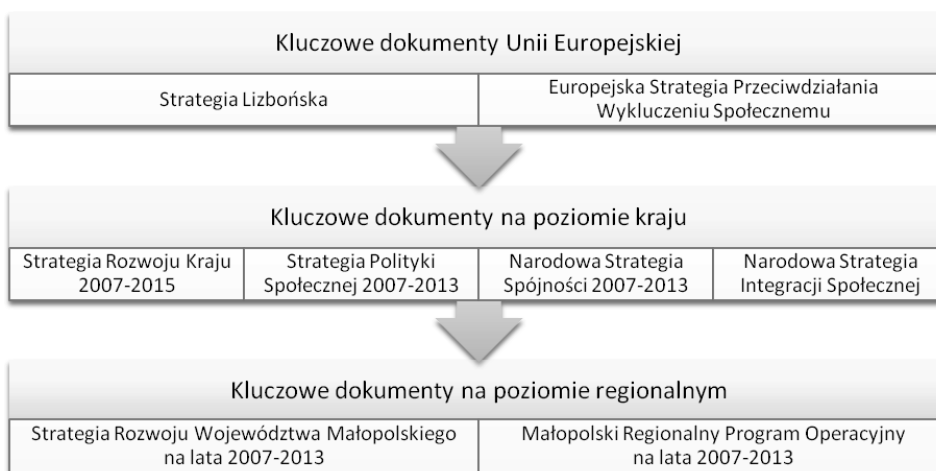 Kluczowe dokumenty Unii Europejskiej
Strategia Lizbońska
Europejska Strategia Przeciwdziałania
Wykluczeniu Społecznemu
Kluczowe dokumenty na poziomie kraju
Strategia Rozwoju Kraju
2007-2015
Strategia Polityki
Społecznej 2007-2013
Narodowa Strategia
Spójności 2007-2013
Narodowa Strategia
Integracji Społecznej
Kluczowe dokumenty na poziomie regionalnym
Strategia Rozwoju Województwa Małopolskiego
na lata 2007-2013
Małopolski Regionalny Program Operacyjny
na lata 2007-2013